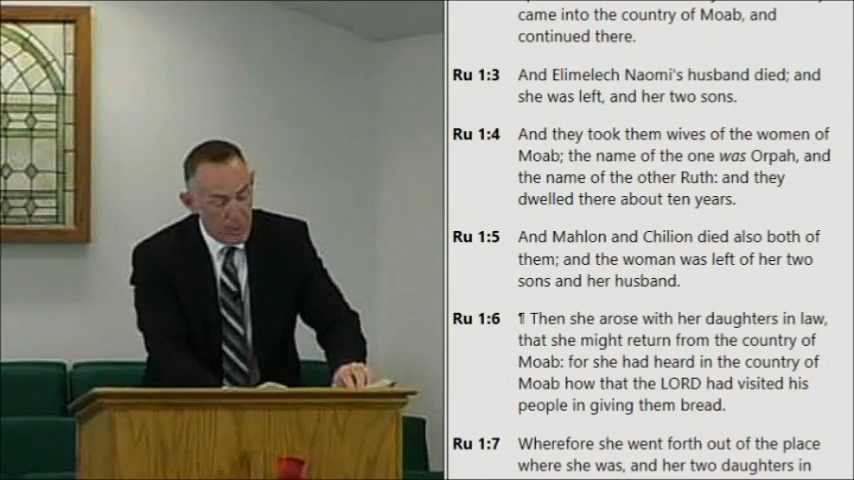 came into the country of Moab, and
continued there.
Ru 1:3 And Elimelech Naomi's husband died; and
she was left, and her two sons.
Ru 1:4 And they took them wives of the women of
Moab; the name of the one was Orpah, and
the name of the other Ruth: and they
dwelled there about ten years.
Ru 1:5 And Mahlon and Chilion died also both of
them; and the woman was left of her two
sons and her husband.
Ru 1:6 ¶ Then she arose with her daughters in law,
that she might return from the country of
Moab: for she had heard in the country of
Moab how that the LORD had visited his
people in giving them bread.
Ru 1:7 Wherefore she went forth out of the place
where she was, and her two daughters in